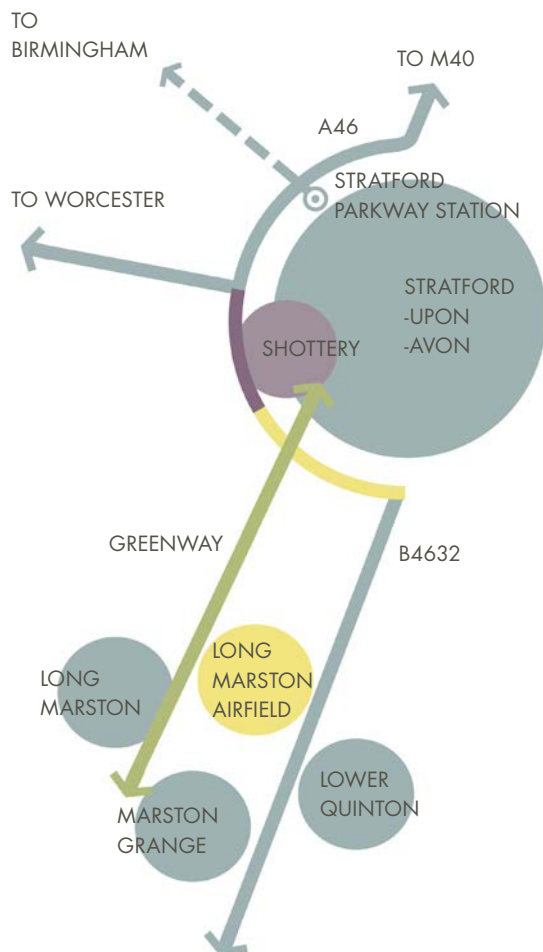 TO
BIRMINGHAM
TO M40
A46
STRATFORD
PARKWAY STATION
TO WORCESTER
STRATFORD
-UPON
-AVON
SHOTTERY
GREENWAY
B4632
LONG
MARSTON
AIRFIELD
LONG
MARSTON
LOWER
QUINTON
MARSTON
GRANGE